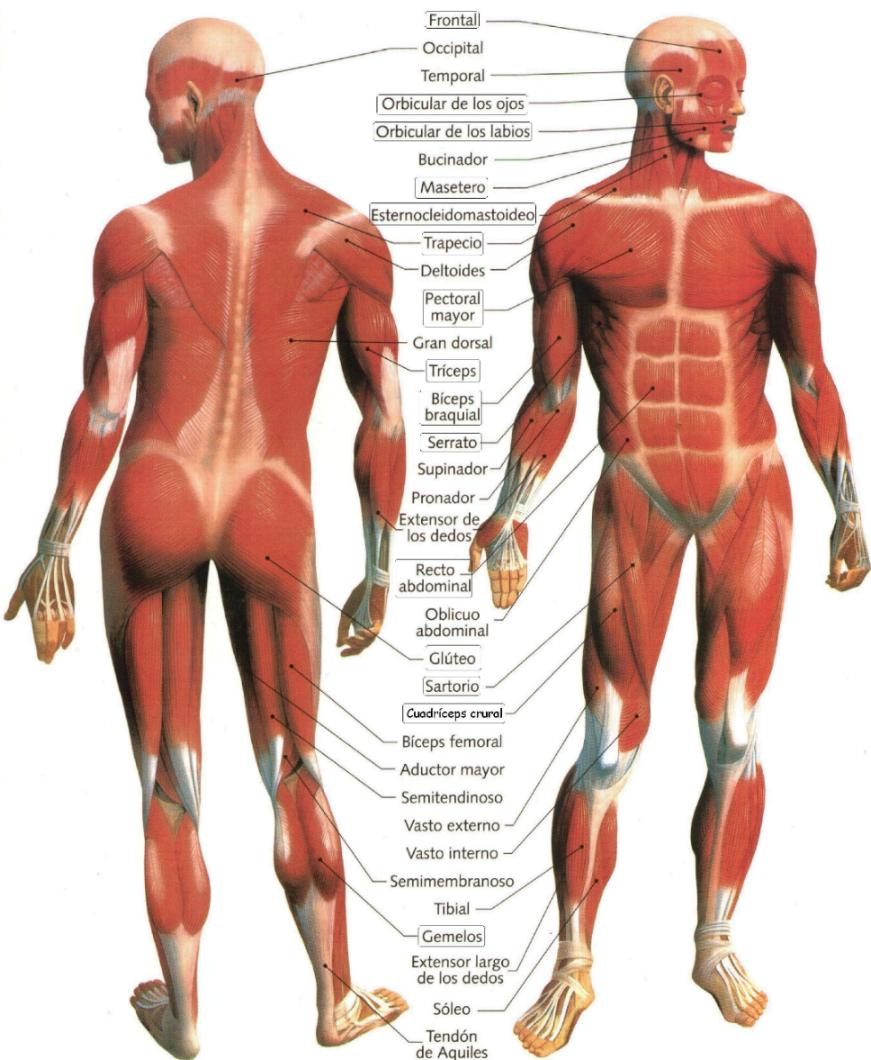 Frontal
Occipital
Temporal
Orbicular de los ojos
Orbicular de los labios
Bucinador
Masetero
Esternocleidomastoideo
Trapecio
Deltoides
Pectoral
mayor
Gran dorsal
Tríceps
Bíceps
braquial
Serrato
Supinador
Pronador
Extensor de
los dedos
Recto
abdominal
Oblicuo
abdominal
Glúteo
Sartorio
Cuadríceps crural
Bíceps femoral
Aductor mayor
Semitendinoso
Vasto externo
Vasto interno
Semimembranoso
Tibial
Gemelos
Extensor largo
de los dedos
Sóleo
Tendón
de Aquiles